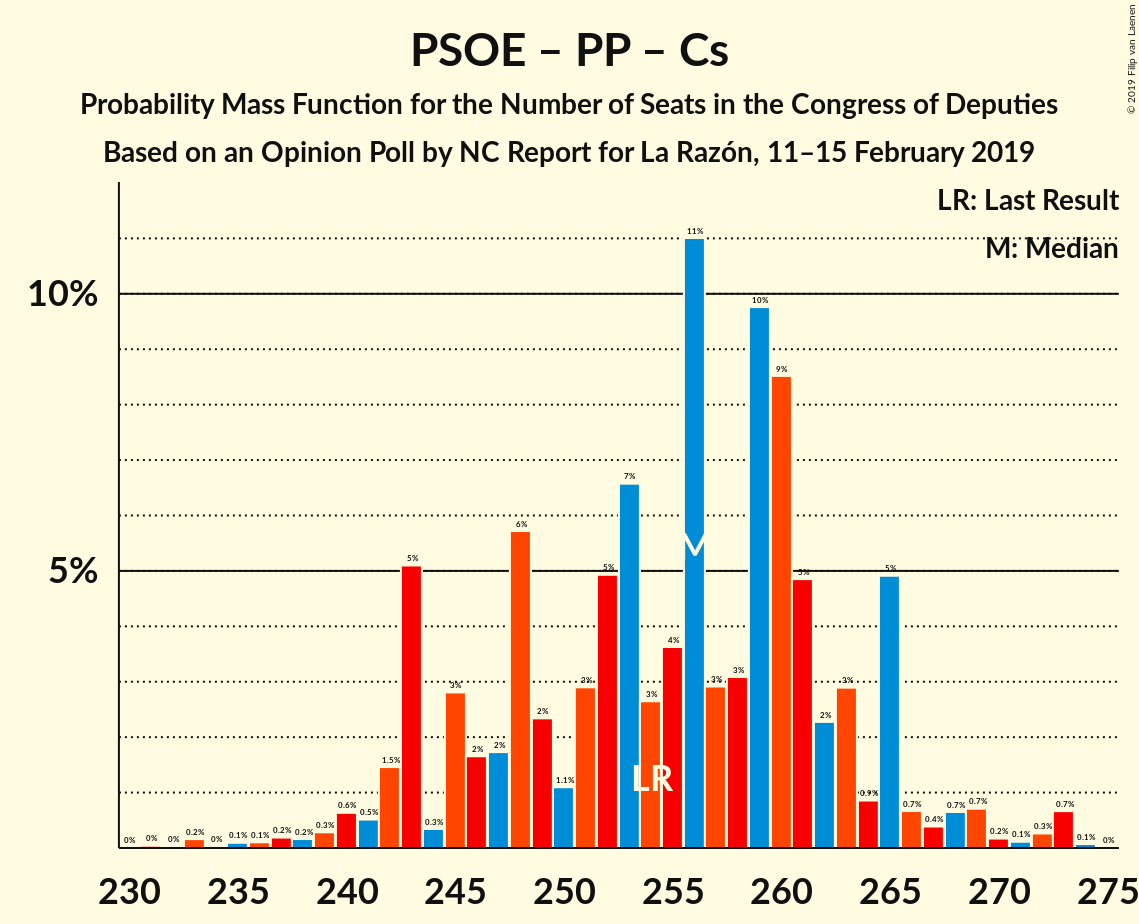 © 2019 Filip van Laenen
PSOE – PP – Cs
Probability Mass Function for the Number of Seats in the Congress of Deputies
Based on an Opinion Poll by NC Report for La Razón, 11–15 February 2019
LR: Last Result
M: Median
10%
5%
0% 0% 0% 0.2% 0% 0.1% 0.1% 0.2% 0.2% 0.3% 0.6% 0.5% 1.5% 5% 0.3% 3% 2% 2% 6% 2% 1.1% 3% 5% 7% 3% 4% 11% 3% 3% 10% 9% 5% 2% 3% 0.9% 5% 0.7% 0.4% 0.7% 0.7% 0.2% 0.1% 0.3% 0.7% 0.1% 0%
M
LR
230 235 240 245 250 255 260 265 270 275